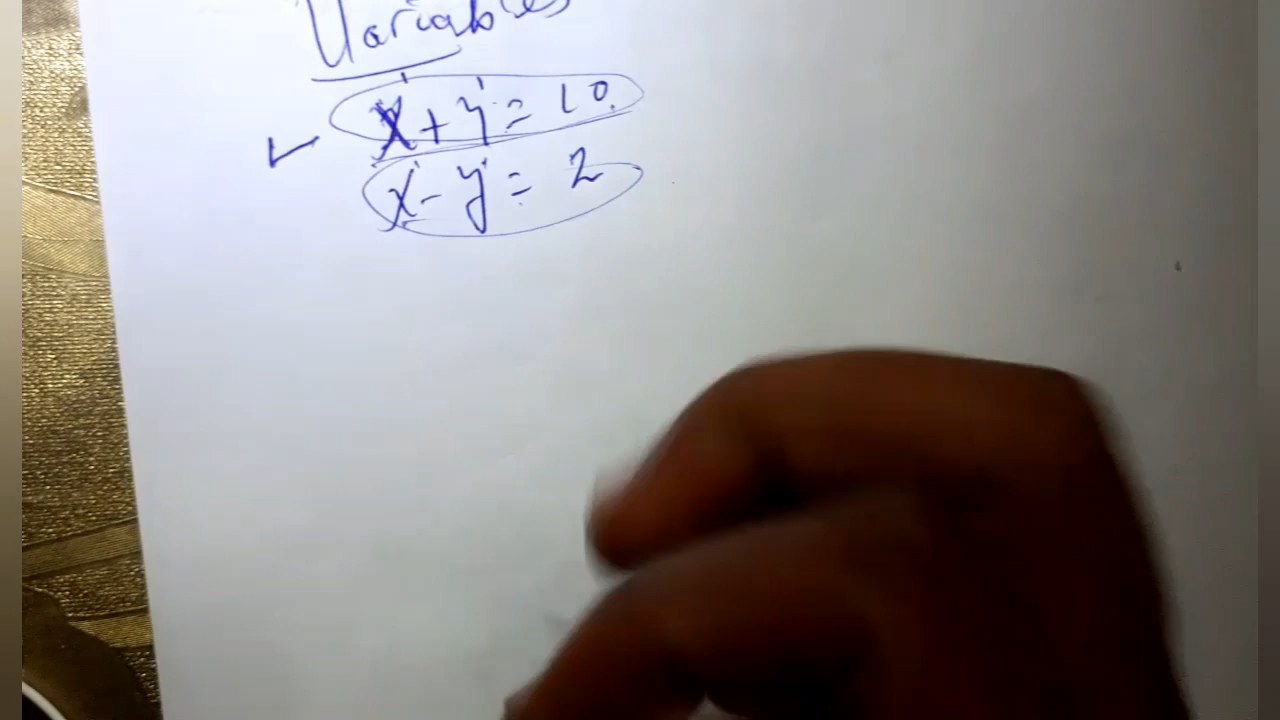 Variables
x + y = 10
x - y = 2